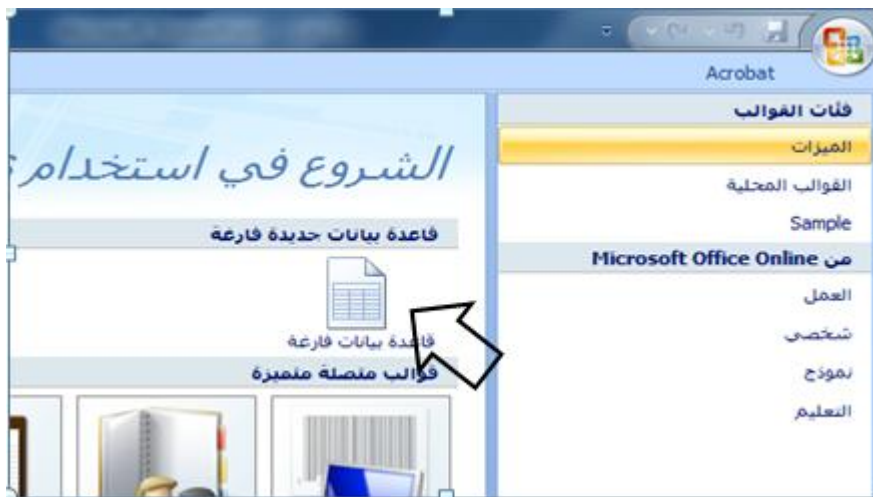 Acrobat
فئات القوالب
الميزات
القوالب المحلية
Sample
من Microsoft Office Online
العمل
شخصي
نموذج
التعليم
الشروع في استخدام
قاعدة بيانات جديدة فارغة
قاعدة بيانات فارغة
قوالب متصلة متميزة